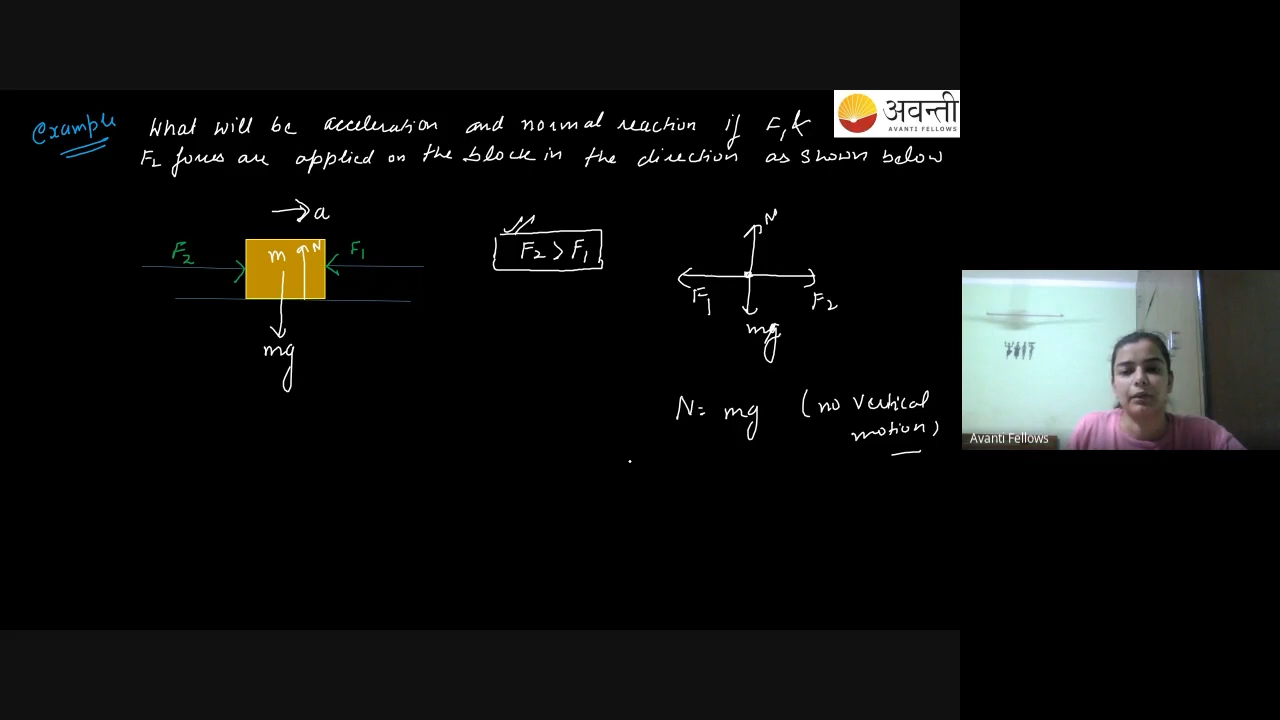 Example
What will be acceleration and normal reaction if F1 &
F2 forces are applied on the block in the direction as shown below
अवन्ती
AVANTI FELLOWS
→ a
F2
m
N
F1
mg
F2 > F1
N
F1
F2
mg
N= mg (no vertical
motion)
Avanti Fellows